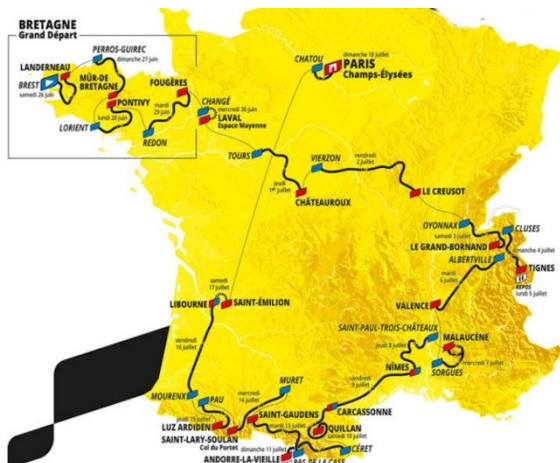 BRETAGNE
Grand Départ
PERROS-GUIREC
dimanche 27 juin
LANDERNEAU
BREST
samedi 26 juin
MÛR-DE-
BRETAGNE
PONTIVY
lundi 28 juin
LORIENT
REDON
mardi
29 juin
FOUGÈRES
CHANGÉ
mercredi 30 juin
LAVAL
Espace Mayenne
CHATOU
dimanche 18 juillet
PARIS
Champs-Élysées
TOURS
jeudi
1er juillet
CHÂTEAUROUX
VIERZON
vendredi
2 juillet
LE CREUSOT
OYONNAX
samedi 3 juillet
LE GRAND-BORNAND
CLUSES
dimanche 4 juillet
TIGNES
REPOS
lundi 5 juillet
ALBERTVILLE
mardi
6 juillet
VALENCE
SAINT-PAUL-TROIS-CHÂTEAUX
MALAUCÈNE
mercredi 7 juillet
SORGUES
jeudi 8 juillet
NÎMES
vendredi
9 juillet
CARCASSONNE
QUILLAN
samedi 10 juillet
CÉRET
dimanche 11 juillet
ANDORRE-LA-VIEILLE
PAS DE LA CASE
mardi 13 juillet
SAINT-GAUDENS
MURET
mercredi
14 juillet
SAINT-LARY-SOULAN
Col du Portet
PAU
jeudi 15 juillet
LUZ ARDIDEN
MOURENX
vendredi
16 juillet
LIBOURNE
samedi
17 juillet
SAINT-ÉMILION